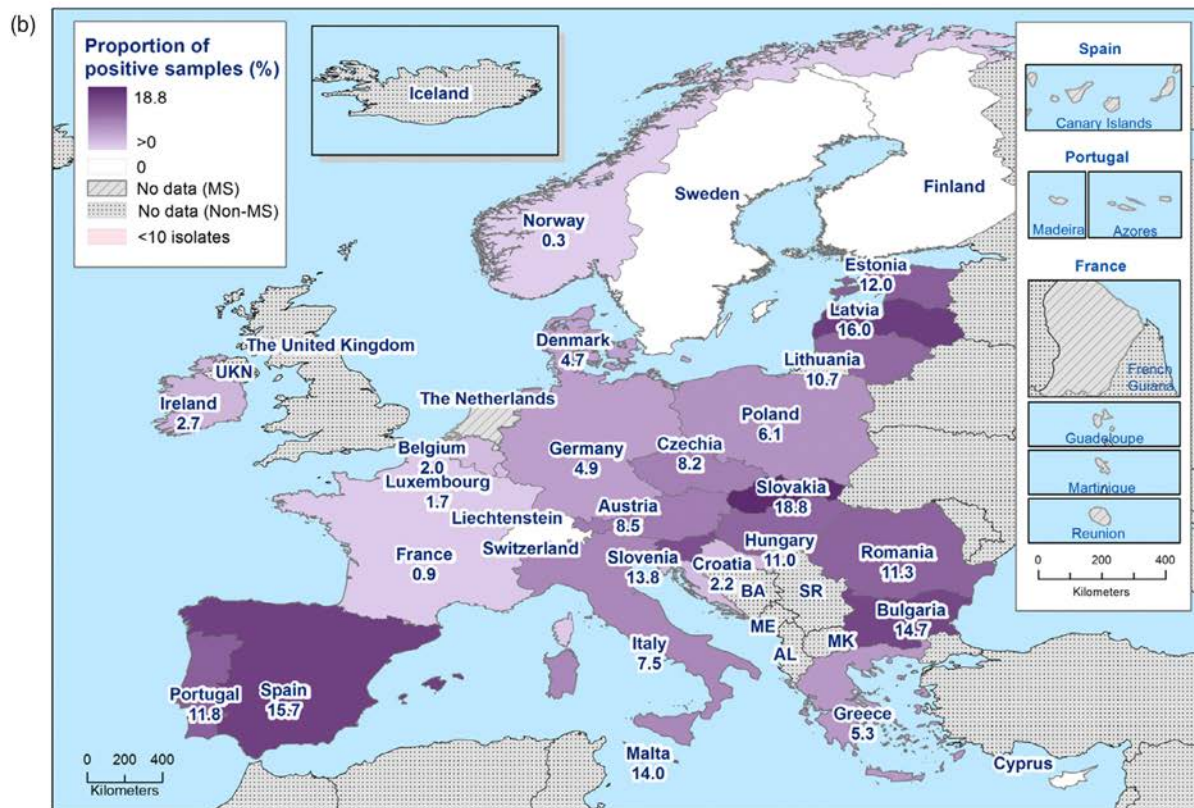 (b)
Proportion of
positive samples (%)
18.8
>0
0
No data (MS)
No data (Non-MS)
<10 isolates
Iceland
Spain
Canary Islands
Portugal
Madeira
Azores
France
French
Guiana
Guadeloupe
Martinique
Reunion
0 200 400
Kilometers
Sweden
Finland
Norway
0.3
Estonia
12.0
Latvia
16.0
Lithuania
10.7
Denmark
4.7
The United Kingdom
UKN
Ireland
2.7
The Netherlands
Belgium
2.0
Luxembourg
1.7
Germany
4.9
Poland
6.1
Czechia
8.2
Slovakia
18.8
Austria
8.5
Liechtenstein
Switzerland
France
0.9
Slovenia
13.8
Croatia
2.2
Hungary
11.0
Romania
11.3
BA
SR
Bulgaria
14.7
ME
MK
AL
Italy
7.5
Portugal
11.8
Spain
15.7
Greece
5.3
Malta
14.0
Cyprus
0 200 400
Kilometers